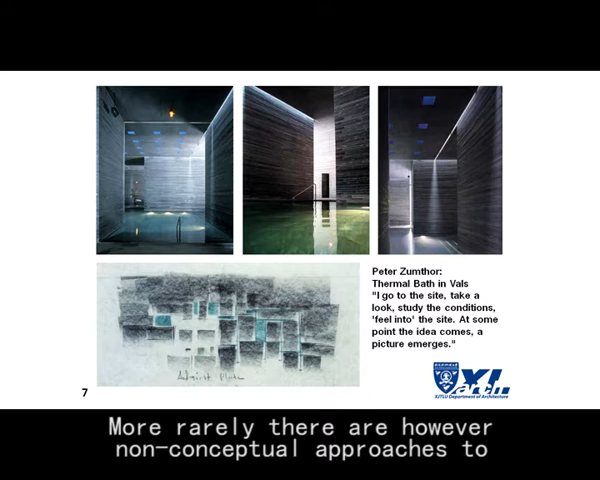 Peter Zumthor:
Thermal Bath in Vals
"I go to the site, take a
look, study the conditions,
'feel into' the site. At some
point the idea comes, a
picture emerges."
XJTLU Department of Architecture
7
More rarely there are however
non-conceptual approaches to